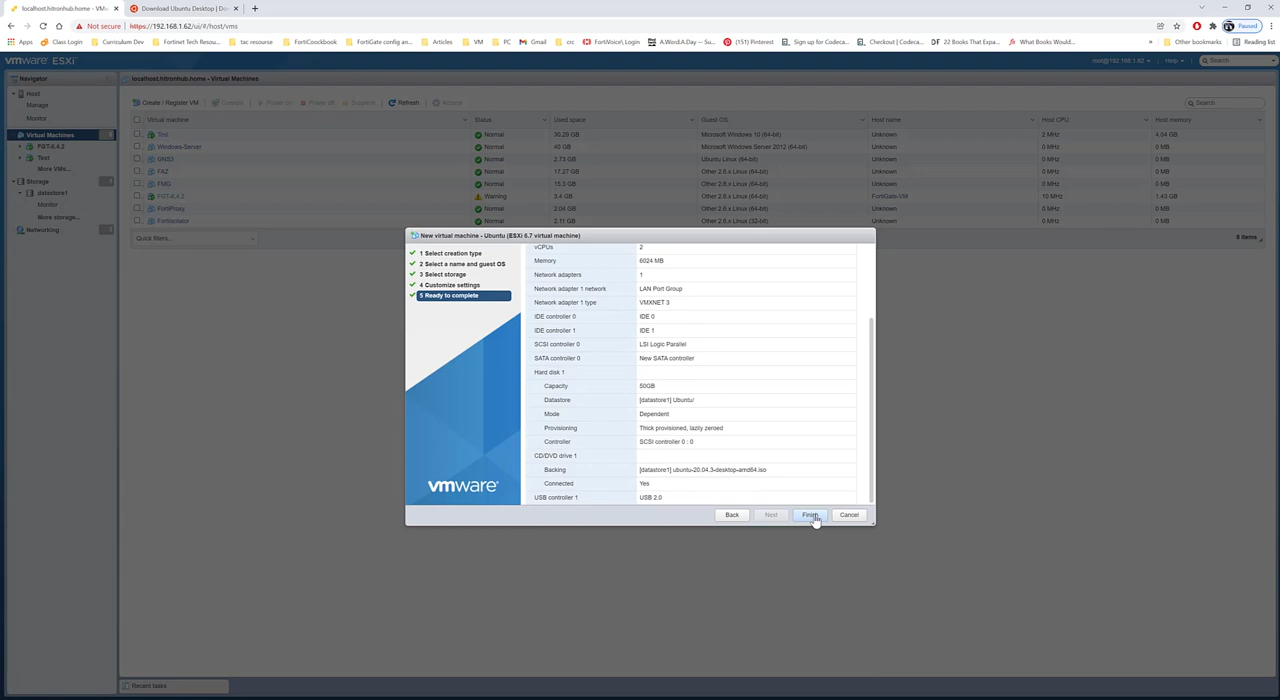 localhost.hitronhub.home - VMw
Download Ubuntu Desktop | Do
Not secure
https://192.168.1.62/ui/#/host/vms
Paused
Apps
Class Login
Curriculum Dev
Fortinet Tech Resou...
tac resourse
FortiCoockbook
FortiGate config an...
Articles
VM
PC
Gmail
crc
FortiVoice\ Login
A.Word.A.Day --Su...
(151) Pinterest
Sign up for Codeca...
Checkout | Codeca...
22 Books That Expa...
What Books Would...
»
Other bookmarks
Reading list
vmware ESXi
root@192.168.1.62
Help
Search
Navigator
localhost.hitronhub.home - Virtual Machines
Host
Manage
Monitor
Virtual Machines
FGT-6.4.2
Test
More VMs...
Storage
datastore1
Monitor
More storage...
Networking
Create / Register VM
Console
Power on
Power off
Suspend
Refresh
Actions
Search
Virtual machine
Status
Used space
Guest OS
Host name
Host CPU
Host memory
Test
Normal
30.29 GB
Microsoft Windows 10 (64-bit)
Unknown
2 MHz
4.04 GB
Windows-Server
Normal
40 GB
Microsoft Windows Server 2012 (64-bit)
Unknown
0 MHz
0 MB
GNS3
Normal
2.73 GB
Ubuntu Linux (64-bit)
Unknown
0 MHz
0 MB
FAZ
Normal
17.27 GB
Other 2.6.x Linux (64-bit)
Unknown
0 MHz
0 MB
FMG
Normal
15.3 GB
Other 2.6.x Linux (64-bit)
Unknown
0 MHz
0 MB
FGT-6.4.2
Warning
3.4 GB
Other 2.6.x Linux (64-bit)
FortiGate-VM
10 MHz
1.43 GB
FortiProxy
Normal
2.04 GB
Other 2.6.x Linux (64-bit)
Unknown
0 MHz
0 MB
Fortiisolator
Normal
2.11 GB
Other 2.6.x Linux (32-bit)
Unknown
0 MHz
0 MB
Quick filters...
8 items
New virtual machine - Ubuntu (ESXi 6.7 virtual machine)
1 Select creation type
2 Select a name and guest OS
3 Select storage
4 Customize settings
5 Ready to complete
vmware
vCPUs 2
Memory 6024 MB
Network adapters 1
Network adapter 1 network LAN Port Group
Network adapter 1 type VMXNET 3
IDE controller 0 IDE 0
IDE controller 1 IDE 1
SCSI controller 0 LSI Logic Parallel
SATA controller 0 New SATA controller
Hard disk 1
Capacity 50GB
Datastore [datastore1] Ubuntu/
Mode Dependent
Provisioning Thick provisioned, lazily zeroed
Controller SCSI controller 0 : 0
CD/DVD drive 1
Backing [datastore1] ubuntu-20.04.3-desktop-amd64.iso
Connected Yes
USB controller 1 USB 2.0
Back
Next
Finish
Cancel
Recent tasks